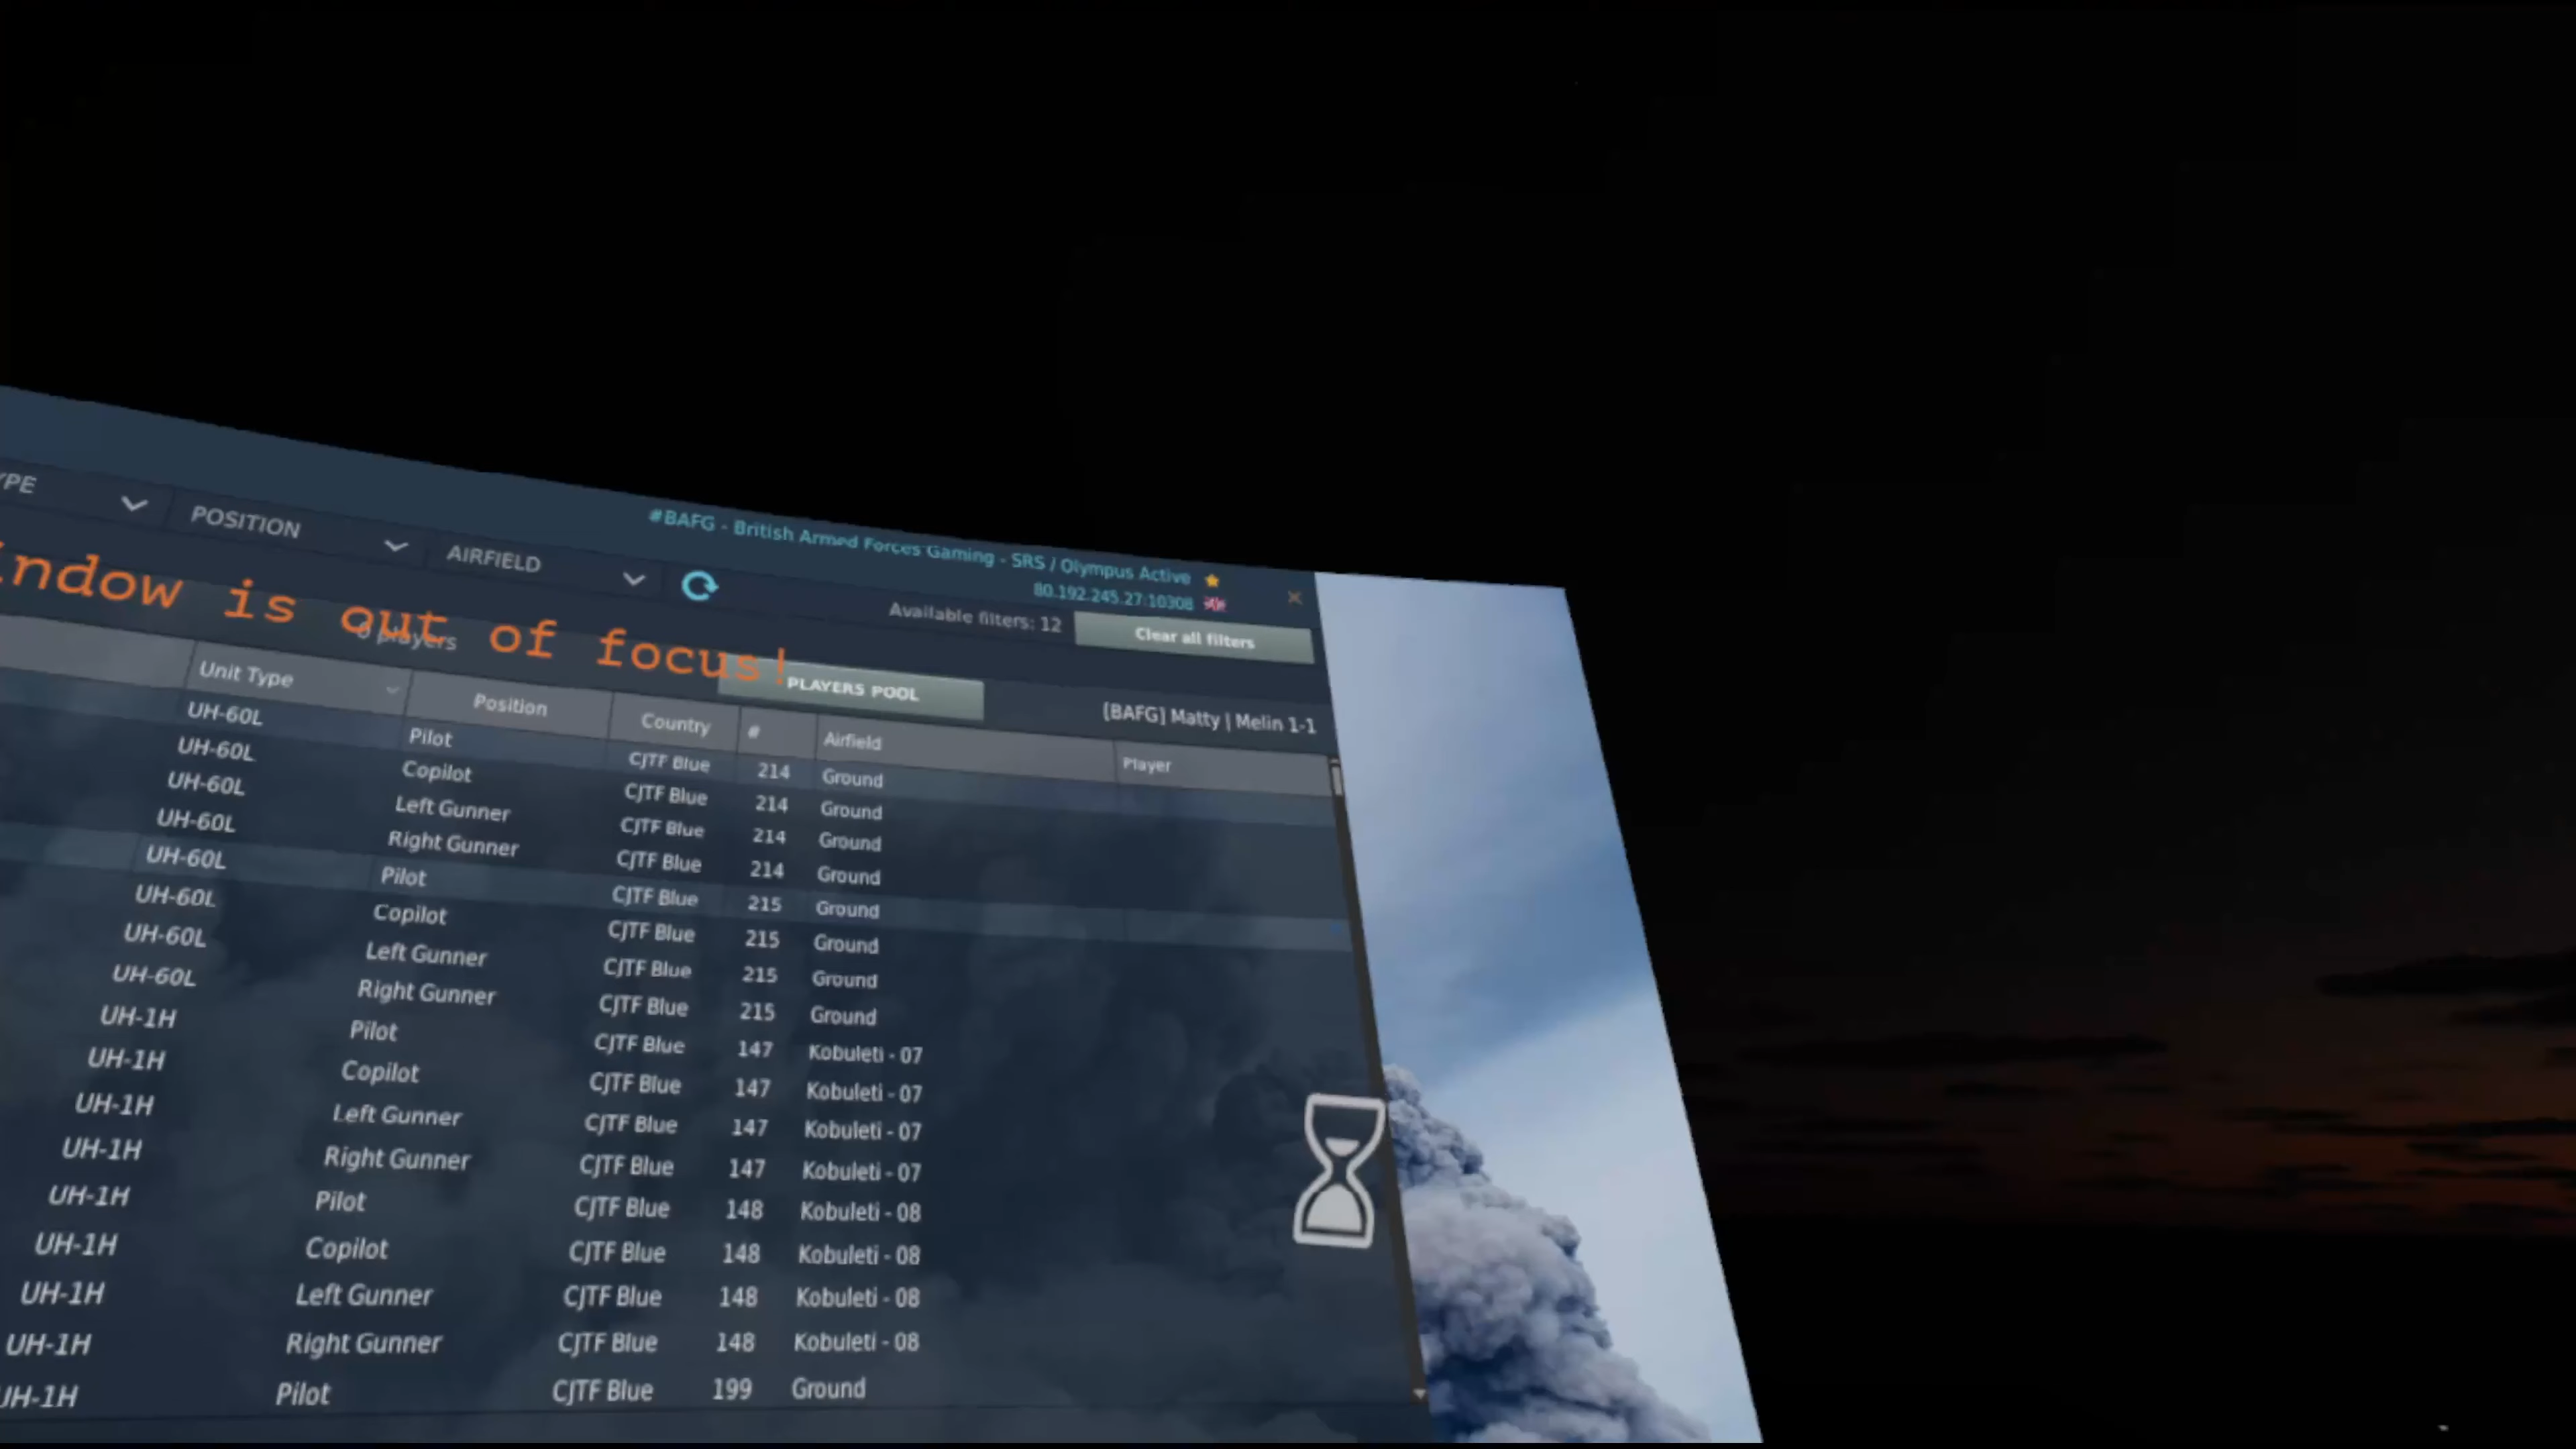 #BAFG - British Armed Forces Gaming - SRS / Olympus Active
80.192.245.27:10308
POSITION AIRFIELD
Available filters: 12 Clear all filters
is out of focus!
players
PLAYERS POOL
[BAFG] Matty | Melin 1-1
Unit Type Position Country # Airfield Player
UH-60L Pilot CJTF Blue 214 Ground
UH-60L Copilot CJTF Blue 214 Ground
UH-60L Left Gunner CJTF Blue 214 Ground
UH-60L Right Gunner CJTF Blue 214 Ground
UH-60L Pilot CJTF Blue 215 Ground
UH-60L Copilot CJTF Blue 215 Ground
UH-60L Left Gunner CJTF Blue 215 Ground
UH-60L Right Gunner CJTF Blue 215 Ground
UH-1H Pilot CJTF Blue 147 Kobuleti - 07
UH-1H Copilot CJTF Blue 147 Kobuleti - 07
UH-1H Left Gunner CJTF Blue 147 Kobuleti - 07
UH-1H Right Gunner CJTF Blue 147 Kobuleti - 07
UH-1H Pilot CJTF Blue 148 Kobuleti - 08
UH-1H Copilot CJTF Blue 148 Kobuleti - 08
UH-1H Left Gunner CJTF Blue 148 Kobuleti - 08
UH-1H Right Gunner CJTF Blue 148 Kobuleti - 08
UH-1H Pilot CJTF Blue 199 Ground